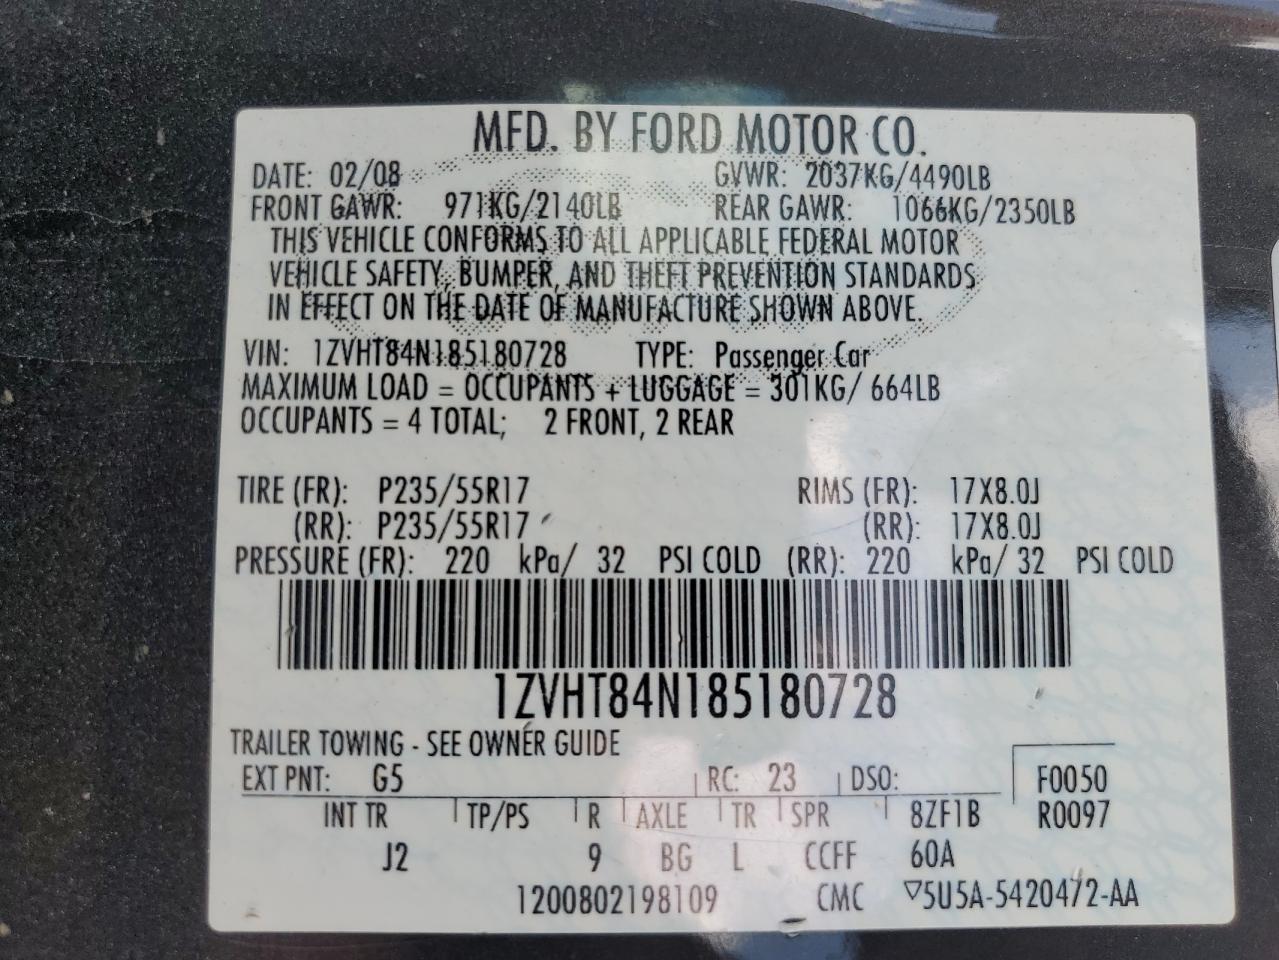 MFD. BY FORD MOTOR CO.
DATE: 02/08 GVWR: 2037KG/4490LB
FRONT GAWR: 971KG/2140LB REAR GAWR: 1066KG/2350LB
THIS VEHICLE CONFORMS TO ALL APPLICABLE FEDERAL MOTOR
VEHICLE SAFETY, BUMPER, AND THEFT PREVENTION STANDARDS
IN EFFECT ON THE DATE OF MANUFACTURE SHOWN ABOVE.
VIN: 1ZVHT84N185180728 TYPE: Passenger Car
MAXIMUM LOAD = OCCUPANTS + LUGGAGE = 301KG/ 664LB
OCCUPANTS = 4 TOTAL; 2 FRONT, 2 REAR
TIRE (FR): P235/55R17 RIMS (FR): 17X8.0J
(RR): P235/55R17 (RR): 17X8.0J
PRESSURE (FR): 220 kPa/ 32 PSI COLD (RR): 220 kPa/ 32 PSI COLD
1ZVHT84N185180728
TRAILER TOWING - SEE OWNER GUIDE
EXT PNT: G5 RC: 23 DSO: F0050
INT TR TP/PS R AXLE TR SPR 8ZF1B R0097
J2 9 BG L CCFF 60A
1200802198109 CMC ▽5U5A-5420472-AA